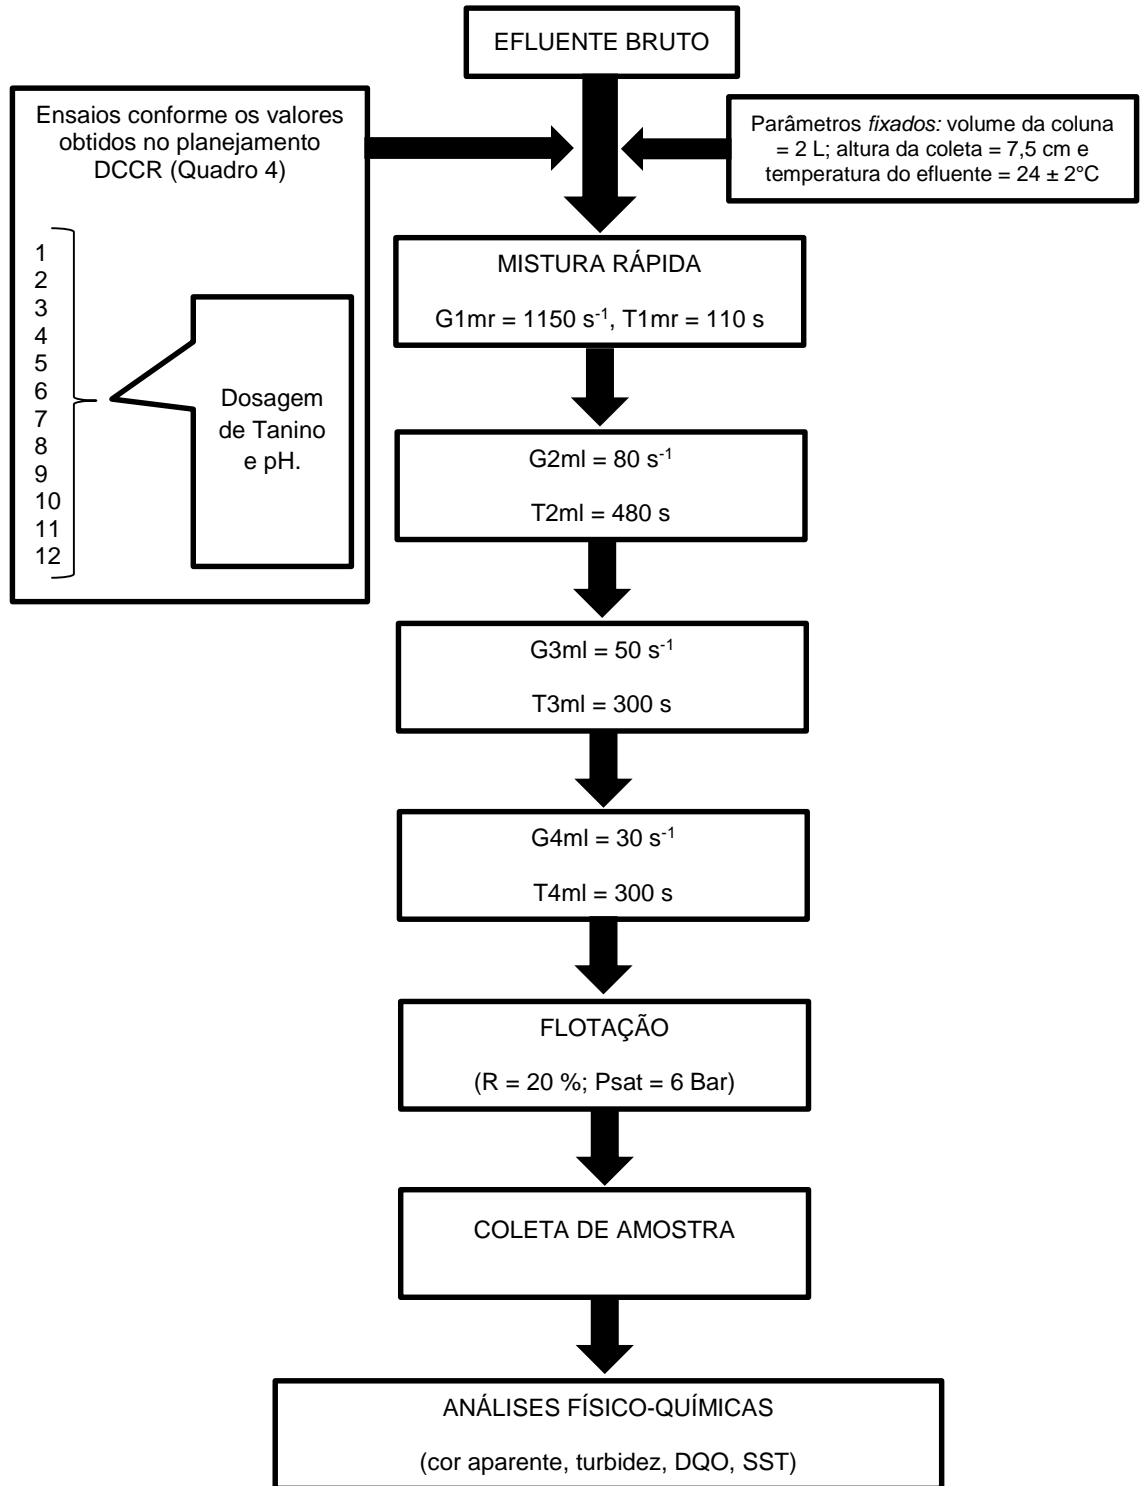 EFLUENTE BRUTO
Ensaios conforme os valores
obtidos no planejamento
DCCR (Quadro 4)
1
2
3
4
5
6
7
8
9
10
11
12
Dosagem
de Tanino
e pH.
Parâmetros fixados: volume da coluna
= 2 L; altura da coleta = 7,5 cm e
temperatura do efluente = 24 ± 2°C
MISTURA RÁPIDA
G1mr = 1150 s⁻¹, T1mr = 110 s
G2ml = 80 s⁻¹
T2ml = 480 s
G3ml = 50 s⁻¹
T3ml = 300 s
G4ml = 30 s⁻¹
T4ml = 300 s
FLOTAÇÃO
(R = 20 %; Psat = 6 Bar)
COLETA DE AMOSTRA
ANÁLISES FÍSICO-QUÍMICAS
(cor aparente, turbidez, DQO, SST)